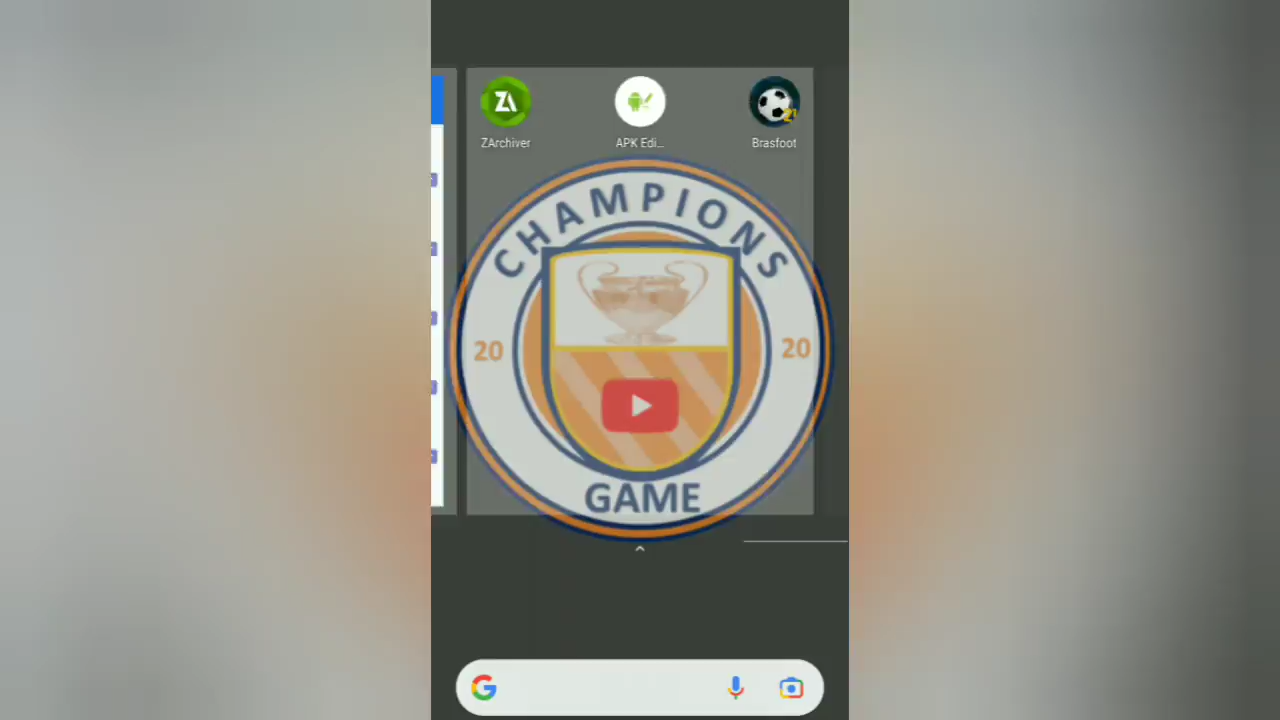 ZArchiver
APK Edi...
Brasfoot
CHAMPIONS
20
20
GAME